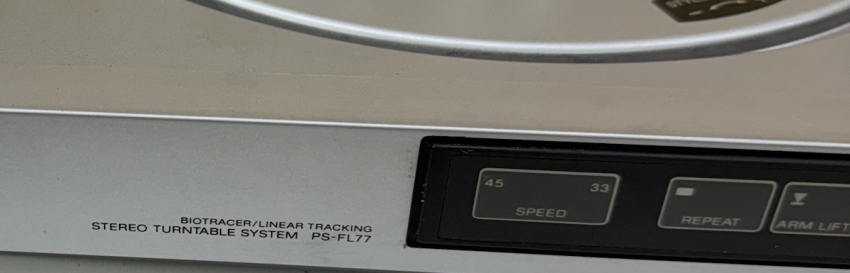 BIOTRACER/LINEAR TRACKING
STEREO TURNTABLE SYSTEM PS-FL77
45 33
SPEED
REPEAT
ARM LIFT